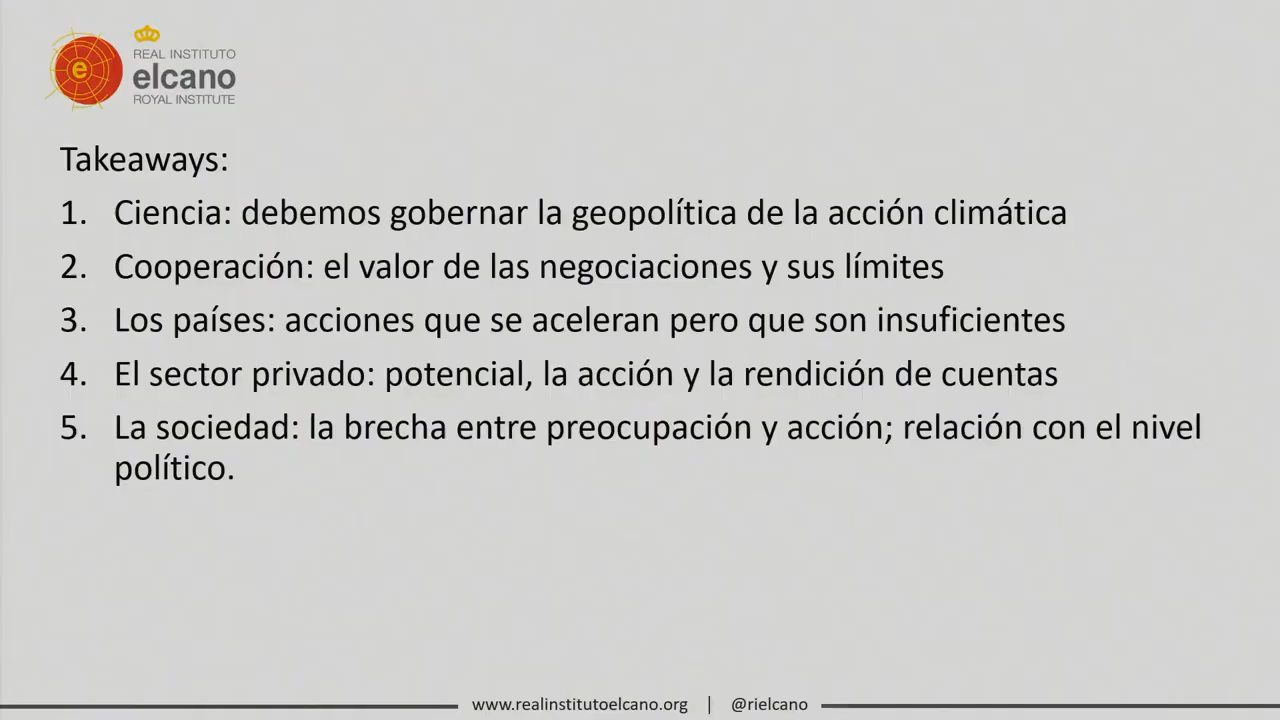 REAL INSTITUTO
elcano
ROYAL INSTITUTE
e
Takeaways:
1. Ciencia: debemos gobernar la geopolítica de la acción climática
2. Cooperación: el valor de las negociaciones y sus límites
3. Los países: acciones que se aceleran pero que son insuficientes
4. El sector privado: potencial, la acción y la rendición de cuentas
5. La sociedad: la brecha entre preocupación y acción; relación con el nivel
político.
www.realinstitutoelcano.org | @rielcano